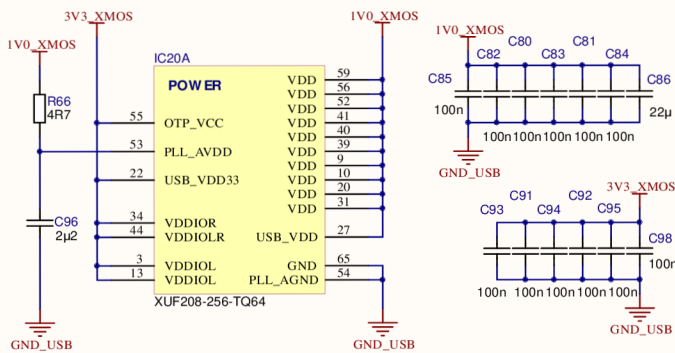 3V3_XMOS
1V0_XMOS
1V0_XMOS
1V0_XMOS
IC20A
POWER
R66
4R7
C96
2µ2
GND_USB
55 OTP_VCC
53 PLL_AVDD
22 USB_VDD33
34 VDDIOR
44 VDDIOLR
3 VDDIOL
13 VDDIOL
VDD 59
VDD 56
VDD 52
VDD 41
VDD 40
VDD 39
VDD 9
VDD 10
VDD 20
VDD 31
USB_VDD 27
GND 65
PLL_AGND 54
XUF208-256-TQ64
GND_USB
C80 C81
C82 C83 C84
C85 C86
100n 22µ
100n 100n 100n 100n 100n
GND_USB
3V3_XMOS
C91 C92
C93 C94 C95
C98
100n
100n 100n 100n 100n 100n
GND_USB